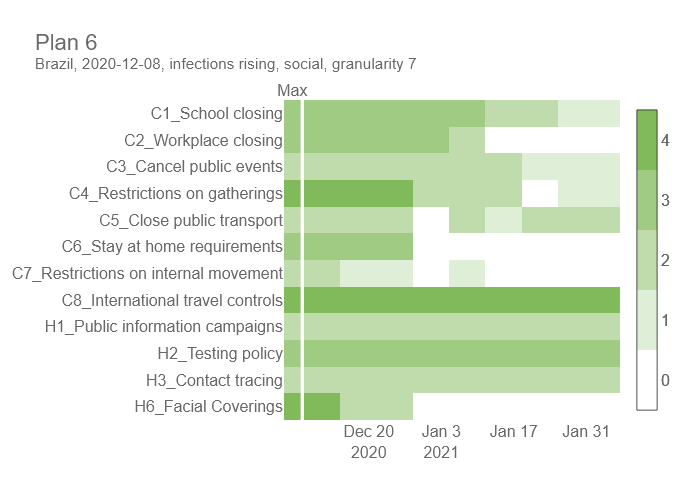 Plan 6
Brazil, 2020-12-08, infections rising, social, granularity 7
Max
C1_School closing
C2_Workplace closing
C3_Cancel public events
C4_Restrictions on gatherings
C5_Close public transport
C6_Stay at home requirements
C7_Restrictions on internal movement
C8_International travel controls
H1_Public information campaigns
H2_Testing policy
H3_Contact tracing
H6_Facial Coverings
4
3
2
1
0
Dec 20 Jan 3 Jan 17 Jan 31
2020 2021